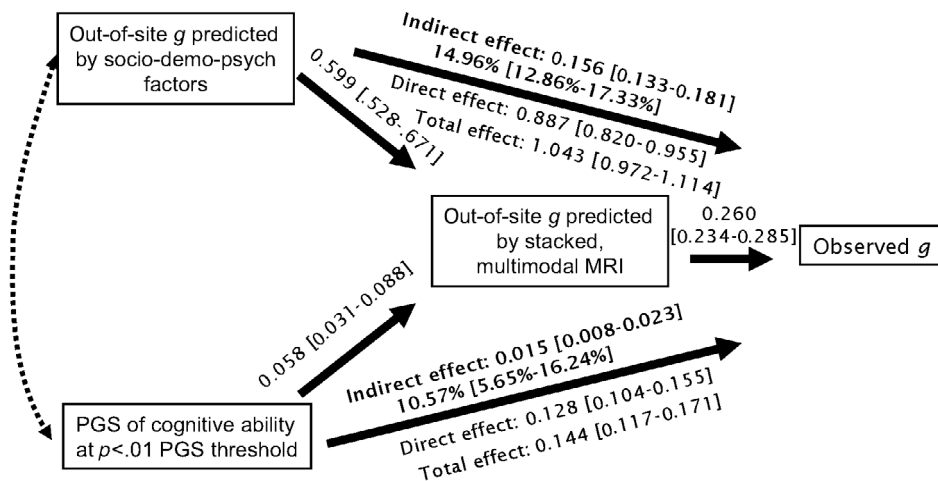 Out-of-site g predicted
by socio-demo-psych
factors
0.599 [.528-.671]
Indirect effect: 0.156 [0.133-0.181]
14.96% [12.86%-17.33%]
Direct effect: 0.887 [0.820-0.955]
Total effect: 1.043 [0.972-1.114]
Out-of-site g predicted
by stacked,
multimodal MRI
0.260
[0.234-0.285]
Observed g
0.058 [0.031-0.088]
Indirect effect: 0.015 [0.008-0.023]
10.57% [5.65%-16.24%]
Direct effect: 0.128 [0.104-0.155]
Total effect: 0.144 [0.117-0.171]
PGS of cognitive ability
at p<.01 PGS threshold